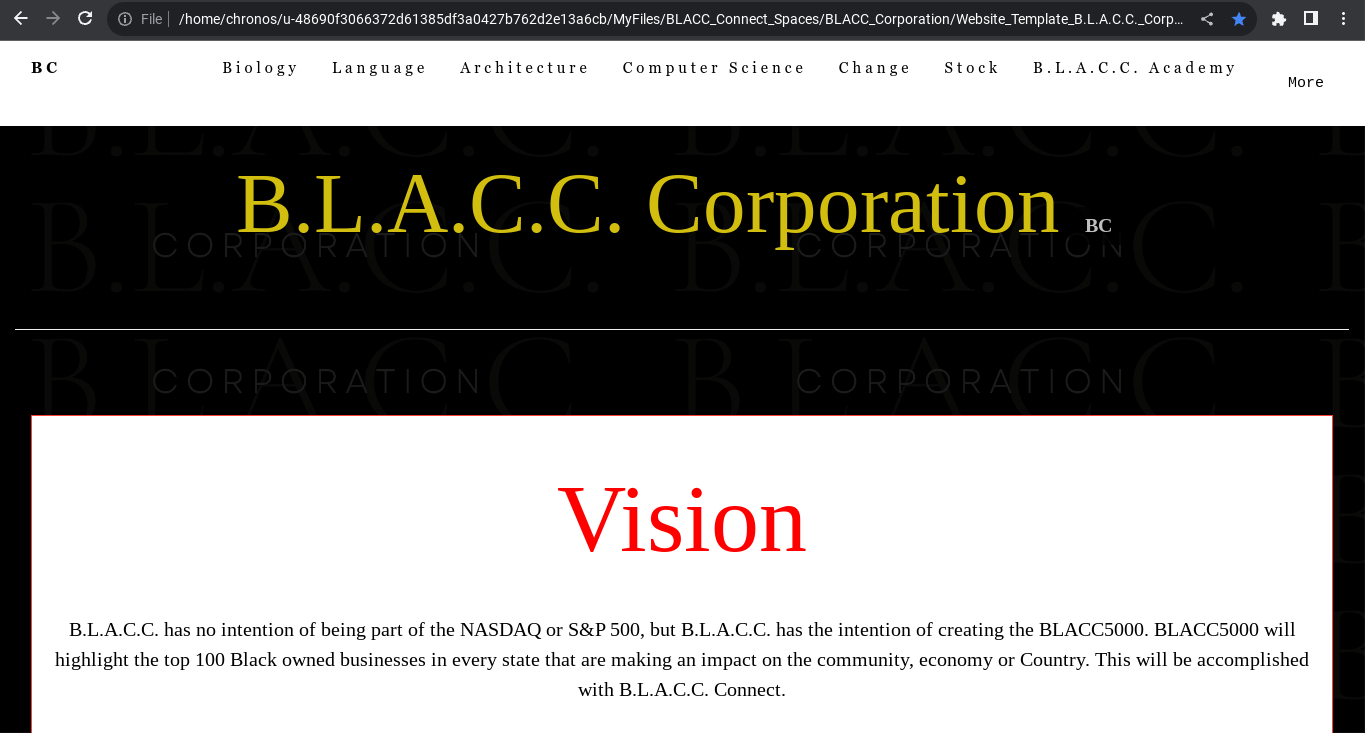 File /home/chronos/u-48690f3066372d61385df3a0427b762d2e13a6cb/MyFiles/BLACC_Connect_Spaces/BLACC_Corporation/Website_Template_B.L.A.C.C._Corp...
BC Biology Language Architecture Computer Science Change Stock B.L.A.C.C. Academy More
B.L.A.C.C. B.L.A.C.C.
B.L.A.C.C. Corporation BC
B.L.A.C.C. B.L.A.C.C.
CORPORATION CORPORATION
B.L.A.C.C. B.L.A.C.C.
CORPORATION CORPORATION
Vision
B.L.A.C.C. has no intention of being part of the NASDAQ or S&P 500, but B.L.A.C.C. has the intention of creating the BLACC5000. BLACC5000 will
highlight the top 100 Black owned businesses in every state that are making an impact on the community, economy or Country. This will be accomplished
with B.L.A.C.C. Connect.